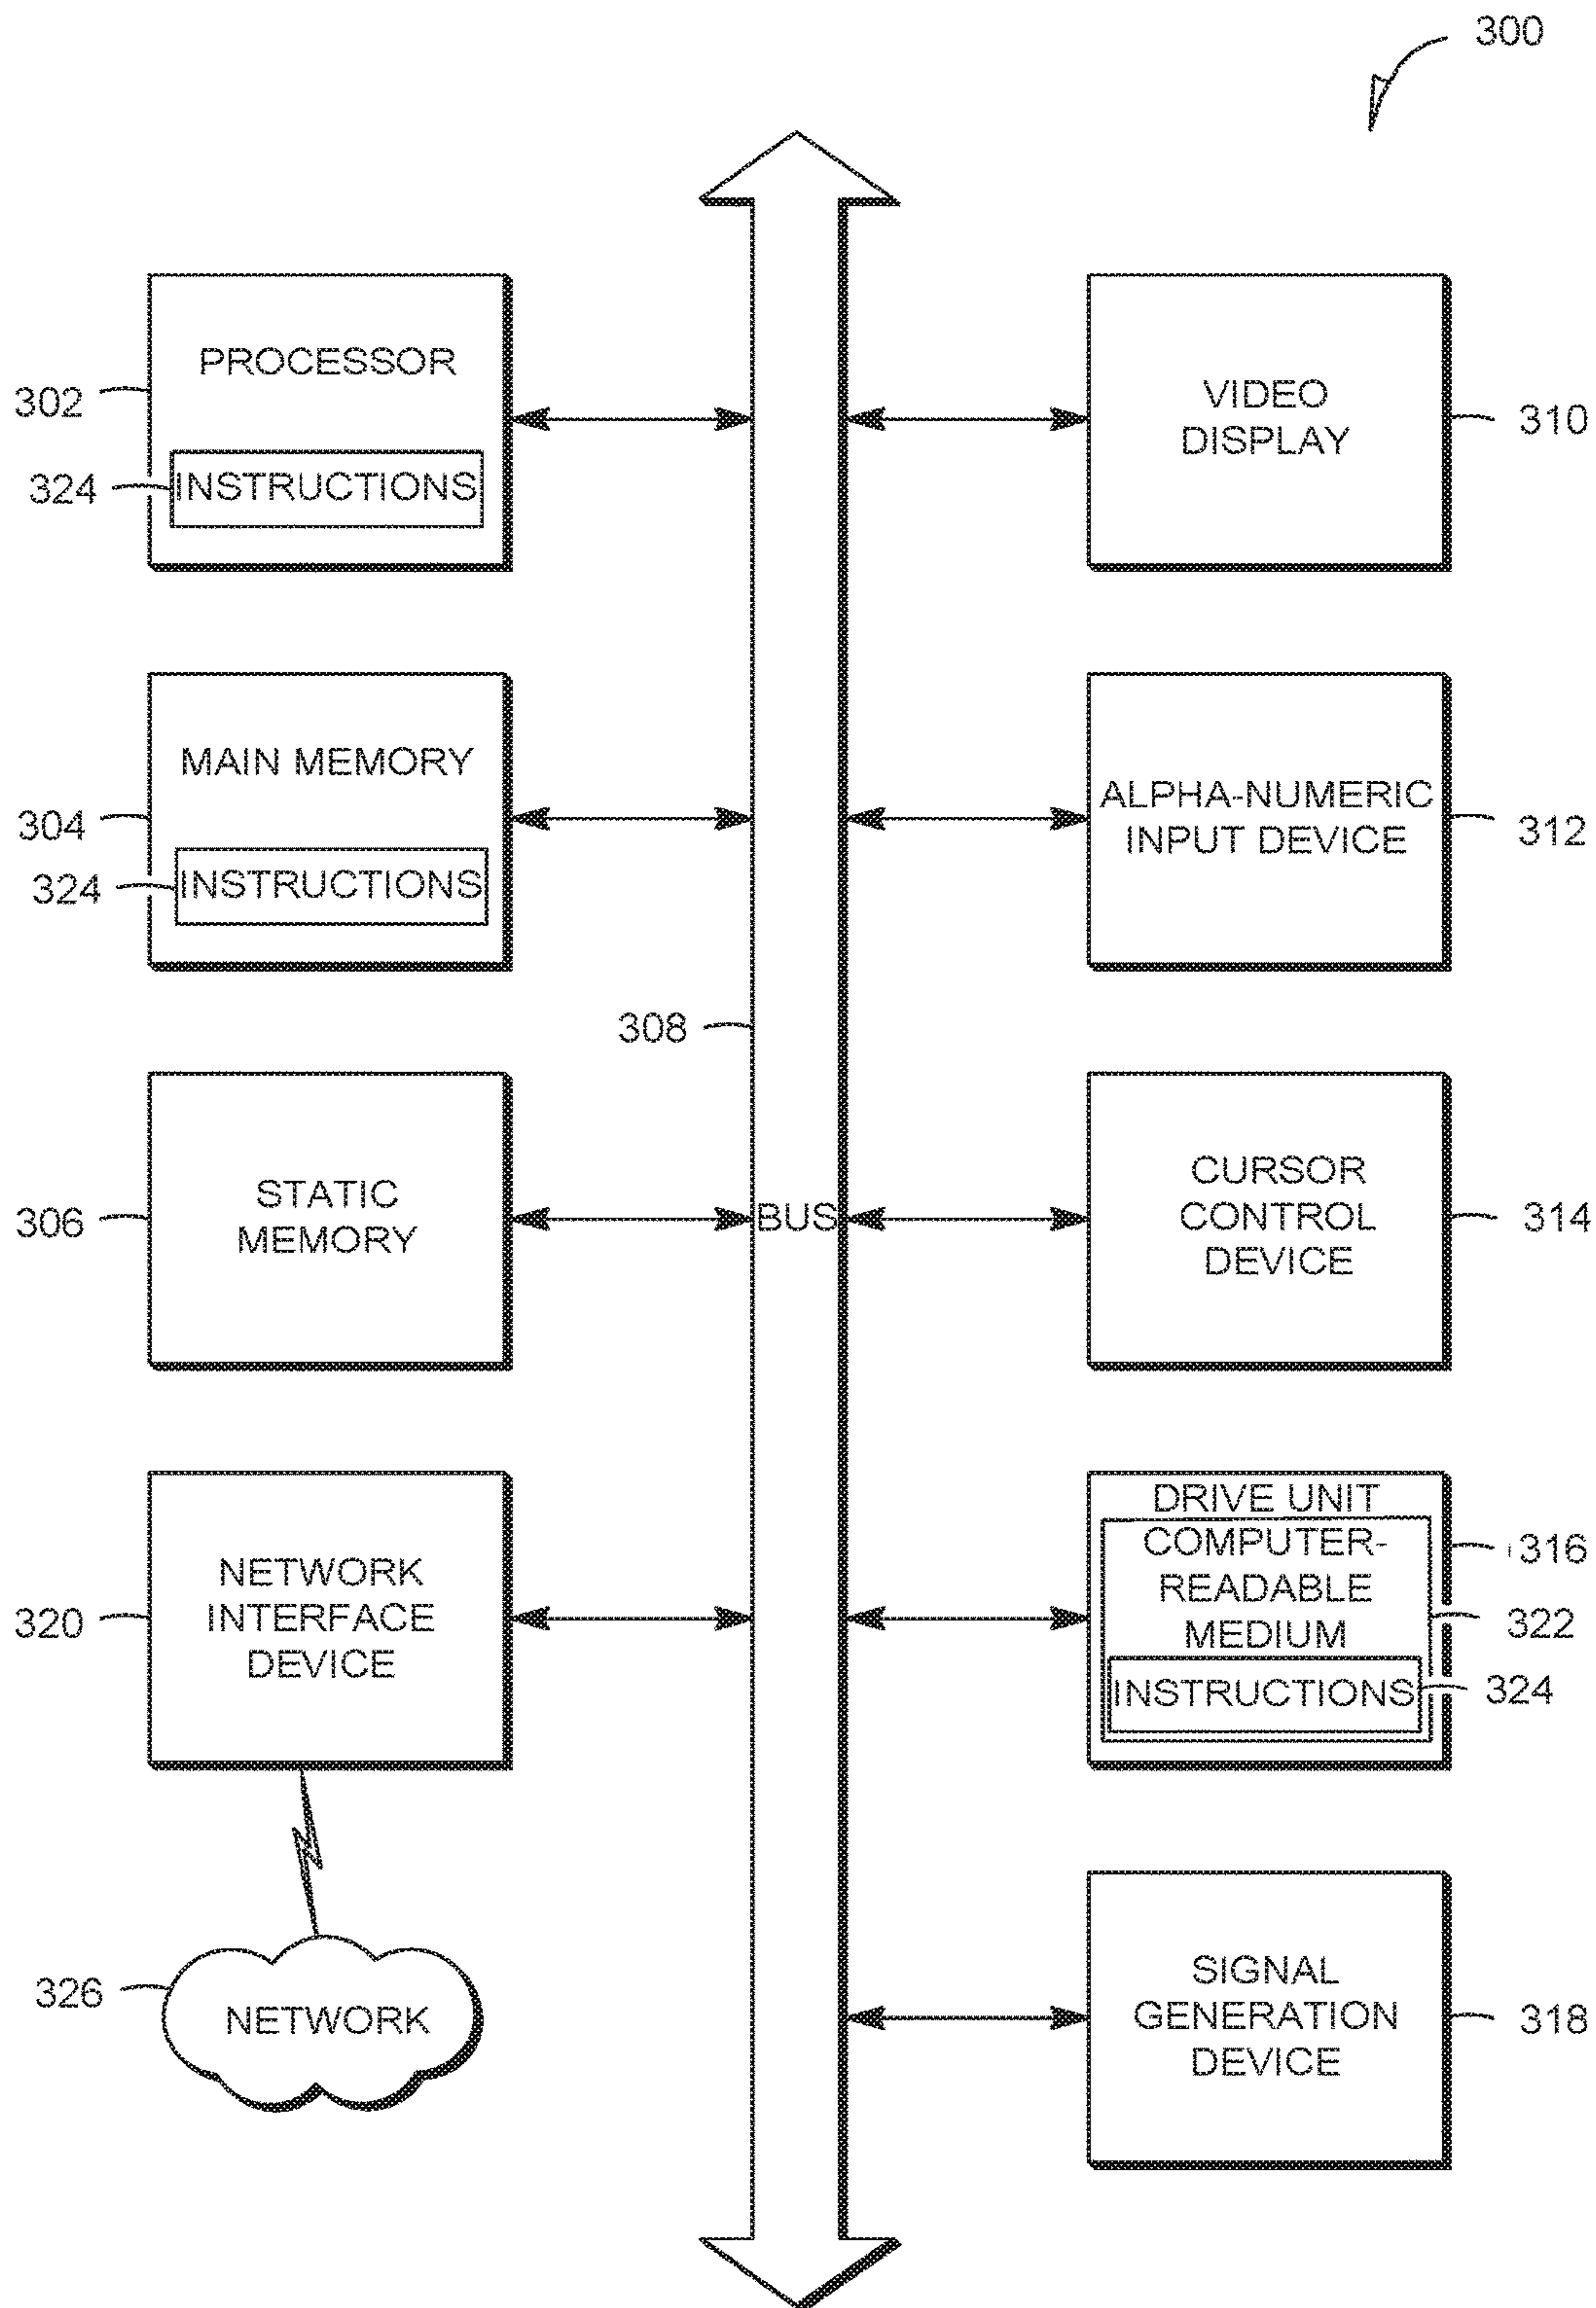 300
PROCESSOR
302
324
INSTRUCTIONS
MAIN MEMORY
304
324
INSTRUCTIONS
308
STATIC
MEMORY
306
BUS
NETWORK
INTERFACE
DEVICE
320
326
NETWORK
VIDEO
DISPLAY
310
ALPHA-NUMERIC
INPUT DEVICE
312
CURSOR
CONTROL
DEVICE
314
DRIVE UNIT
COMPUTER-
READABLE
MEDIUM
316
322
INSTRUCTIONS
324
SIGNAL
GENERATION
DEVICE
318